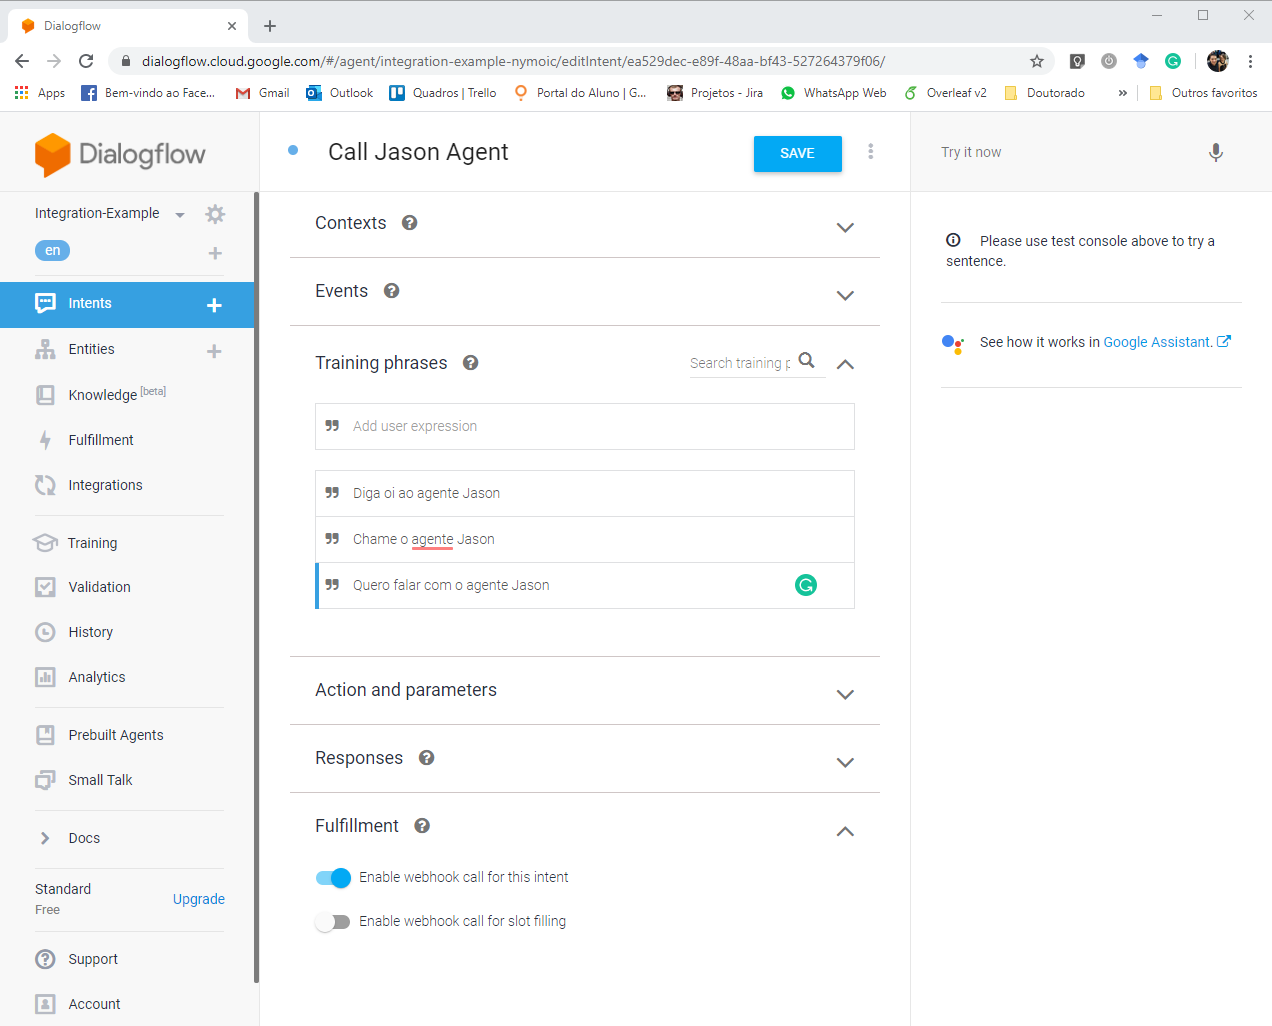 Dialogflow
dialogflow.cloud.google.com/#/agent/integration-example-nymoic/editIntent/ea529dec-e89f-48aa-bf43-527264379f06/
Apps
Bem-vindo ao Face...
Gmail
Outlook
Quadros | Trello
Portal do Aluno | G...
Projetos - Jira
WhatsApp Web
Overleaf v2
Doutorado
»
Outros favoritos
Dialogflow
Integration-Example
en
Intents
Entities
Knowledge [beta]
Fulfillment
Integrations
Training
Validation
History
Analytics
Prebuilt Agents
Small Talk
Docs
Standard
Free
Upgrade
Support
Account
Call Jason Agent
SAVE
Contexts
Events
Training phrases
Search training p
Add user expression
Diga oi ao agente Jason
Chame o agente Jason
Quero falar com o agente Jason
Action and parameters
Responses
Fulfillment
Enable webhook call for this intent
Enable webhook call for slot filling
Try it now
Please use test console above to try a
sentence.
See how it works in Google Assistant.